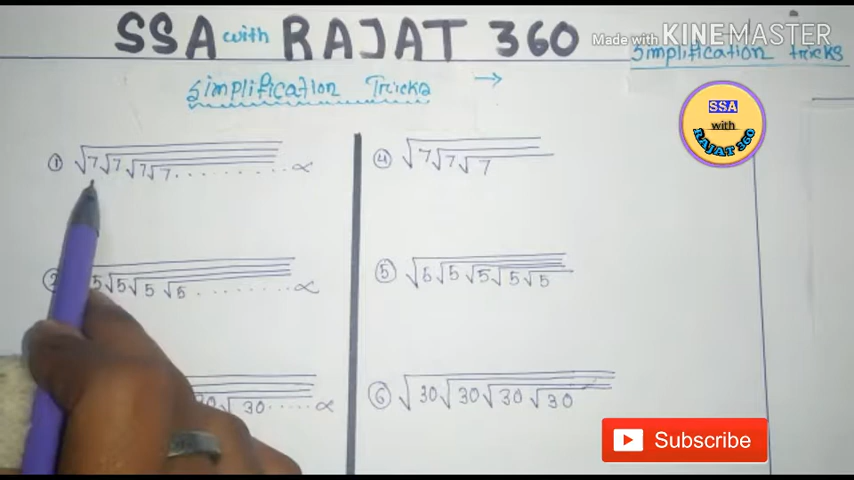 SSA with RAJAT 360
Made with KINEMASTER
Simplification tricks
Simplification Tricks →
SSA
with
RAJAT 360
① √7√7√7√7.........∝
④ √7√7√7
5√5√5√5.........∝
⑤ √5√5√5√5√5
√30.....∝
⑥ √30√30√30√30
Subscribe